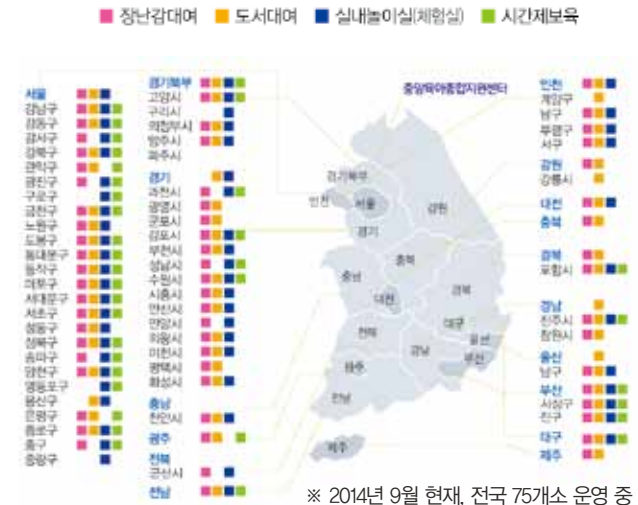 장난감대여 도서대여 실내놀이실(체험실) 시간제보육
중앙육아종합지원센터
서울
강남구
강동구
강서구
강북구
관악구
광진구
구로구
금천구
노원구
도봉구
동대문구
동작구
마포구
서대문구
서초구
성동구
성북구
송파구
양천구
영등포구
용산구
은평구
종로구
중구
중랑구
경기북부
고양시
구리시
의정부시
양주시
파주시
경기
과천시
광명시
군포시
김포시
부천시
성남시
수원시
시흥시
안산시
안양시
의왕시
이천시
평택시
화성시
충남
천안시
광주
전북
군산시
전남
경기북부
인천
서울
강원
경기
충북
충남
경북
대전
대구
전북
울산
경남
부산
광주
전남
제주
인천
계양구
남구
부평구
서구
강원
강릉시
대전
충북
경북
포항시
경남
진주시
창원시
울산
남구
부산
사상구
진구
대구
제주
※ 2014년 9월 현재, 전국 75개소 운영 중